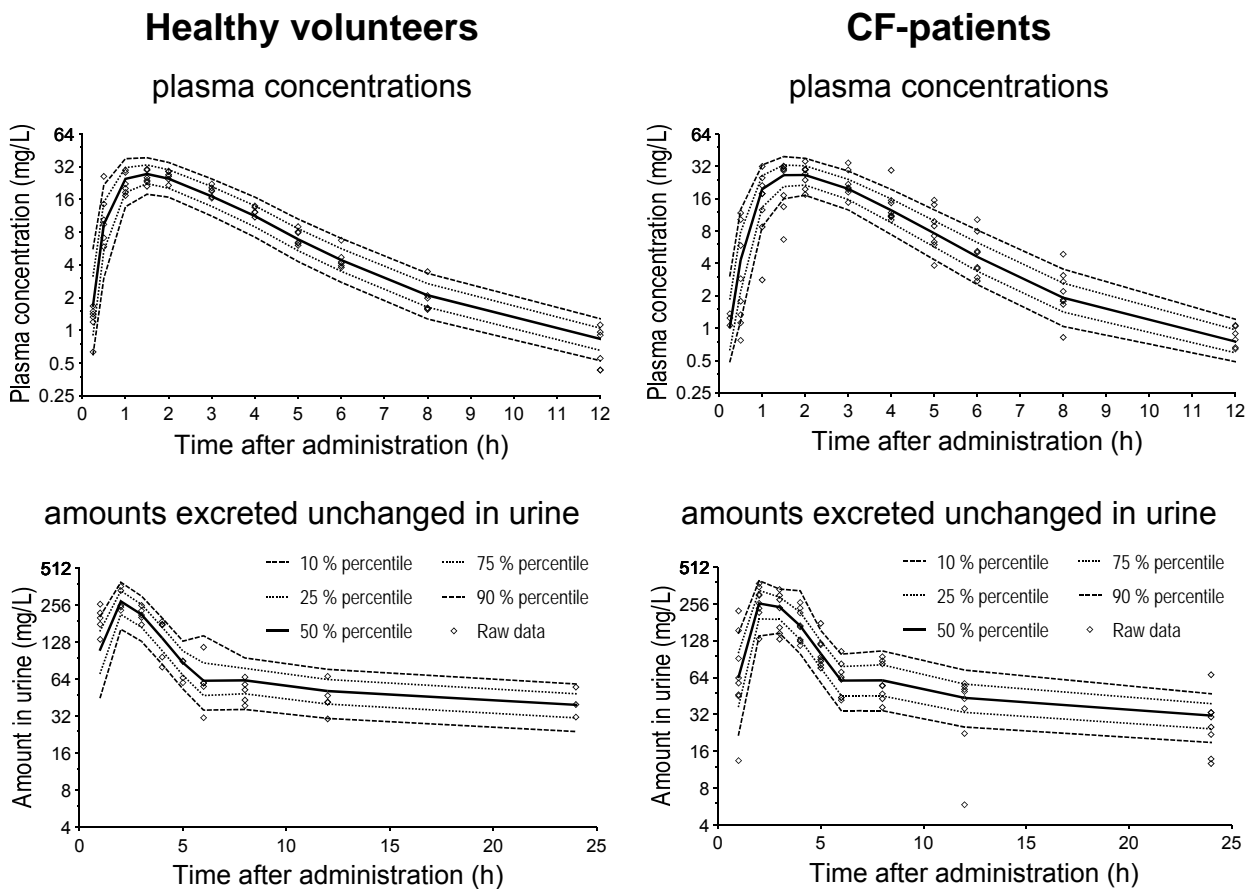 Healthy volunteers
CF-patients
plasma concentrations
plasma concentrations
Plasma concentration (mg/L)
64
32
16
8
4
2
1
0.5
0.25
0 1 2 3 4 5 6 7 8 9 10 11 12
Time after administration (h)
Plasma concentration (mg/L)
64
32
16
8
4
2
1
0.5
0.25
0 1 2 3 4 5 6 7 8 9 10 11 12
Time after administration (h)
amounts excreted unchanged in urine
amounts excreted unchanged in urine
Amount in urine (mg/L)
512
256
128
64
32
16
8
4
10 % percentile 75 % percentile
25 % percentile 90 % percentile
50 % percentile Raw data
0 5 10 15 20 25
Time after administration (h)
Amount in urine (mg/L)
512
256
128
64
32
16
8
4
10 % percentile 75 % percentile
25 % percentile 90 % percentile
50 % percentile Raw data
0 5 10 15 20 25
Time after administration (h)